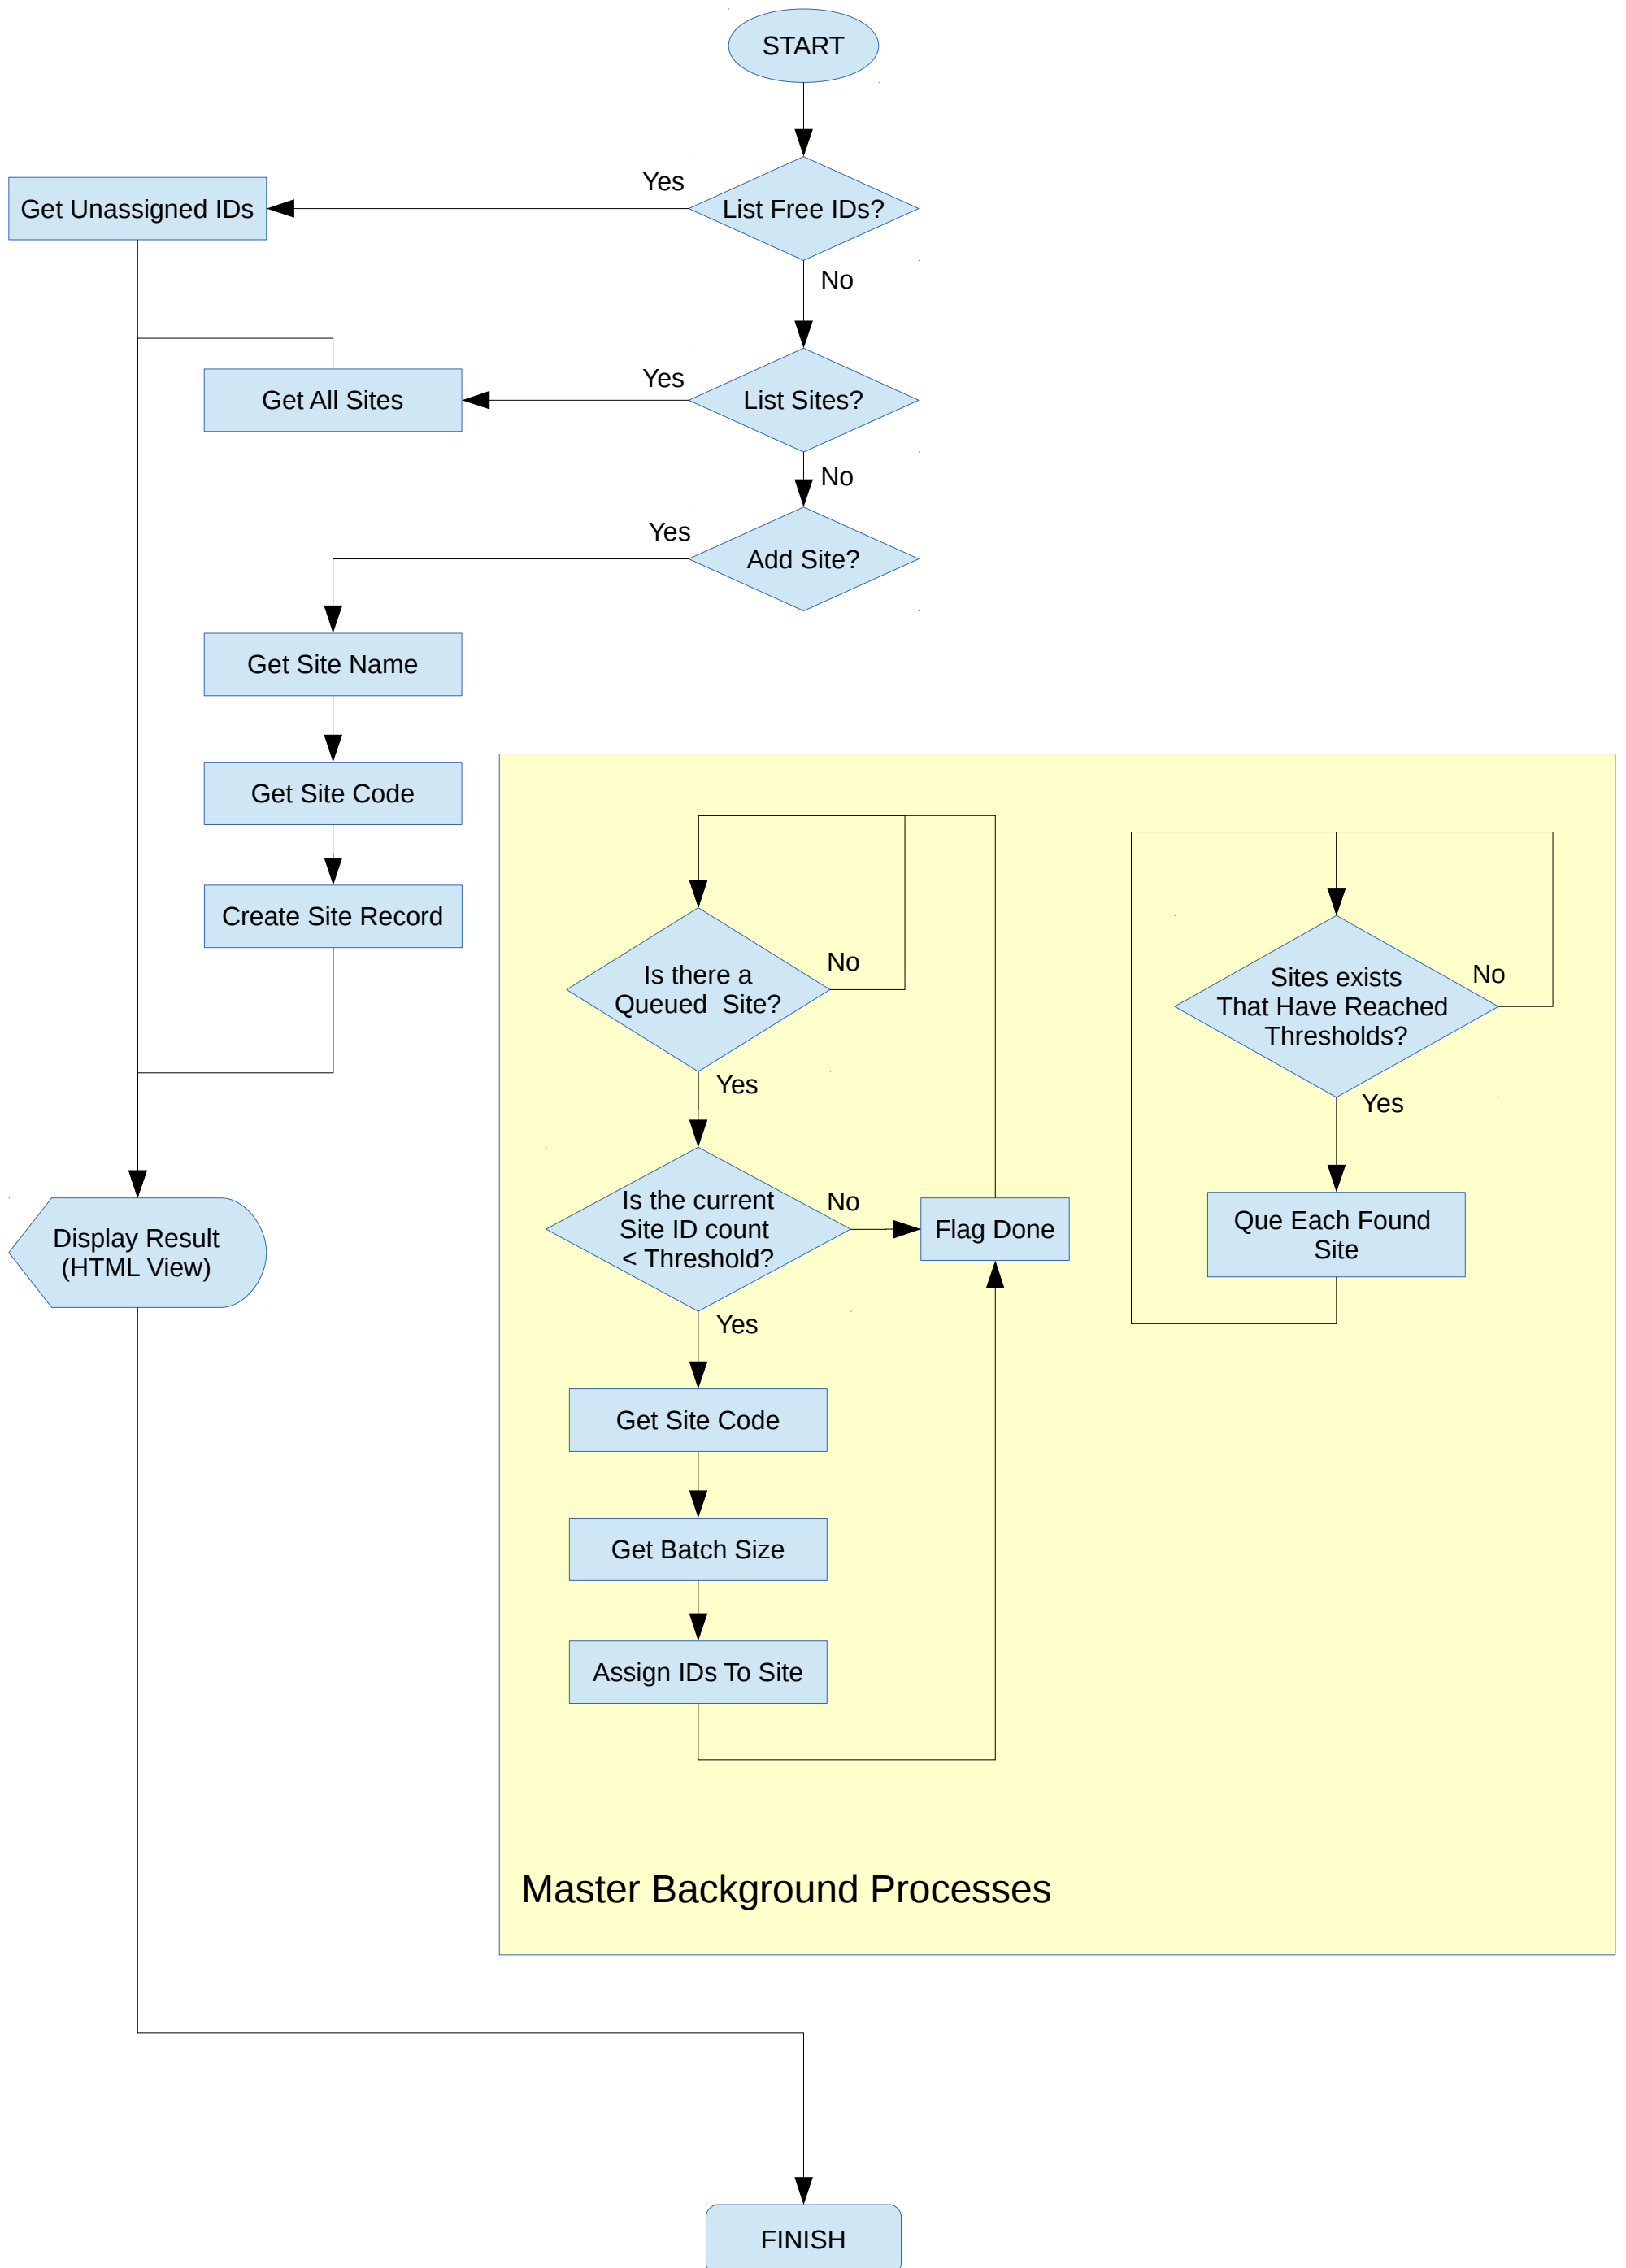 START
Yes
Get Unassigned IDs
List Free IDs?
No
Yes
Get All Sites
List Sites?
No
Yes
Add Site?
Get Site Name
Get Site Code
Create Site Record
Display Result
(HTML View)
Is there a
Queued  Site?
No
Yes
Is the current
Site ID count
< Threshold?
No
Flag Done
Yes
Get Site Code
Get Batch Size
Assign IDs To Site
Sites exists
That Have Reached
Thresholds?
No
Yes
Que Each Found
Site
Master Background Processes
FINISH